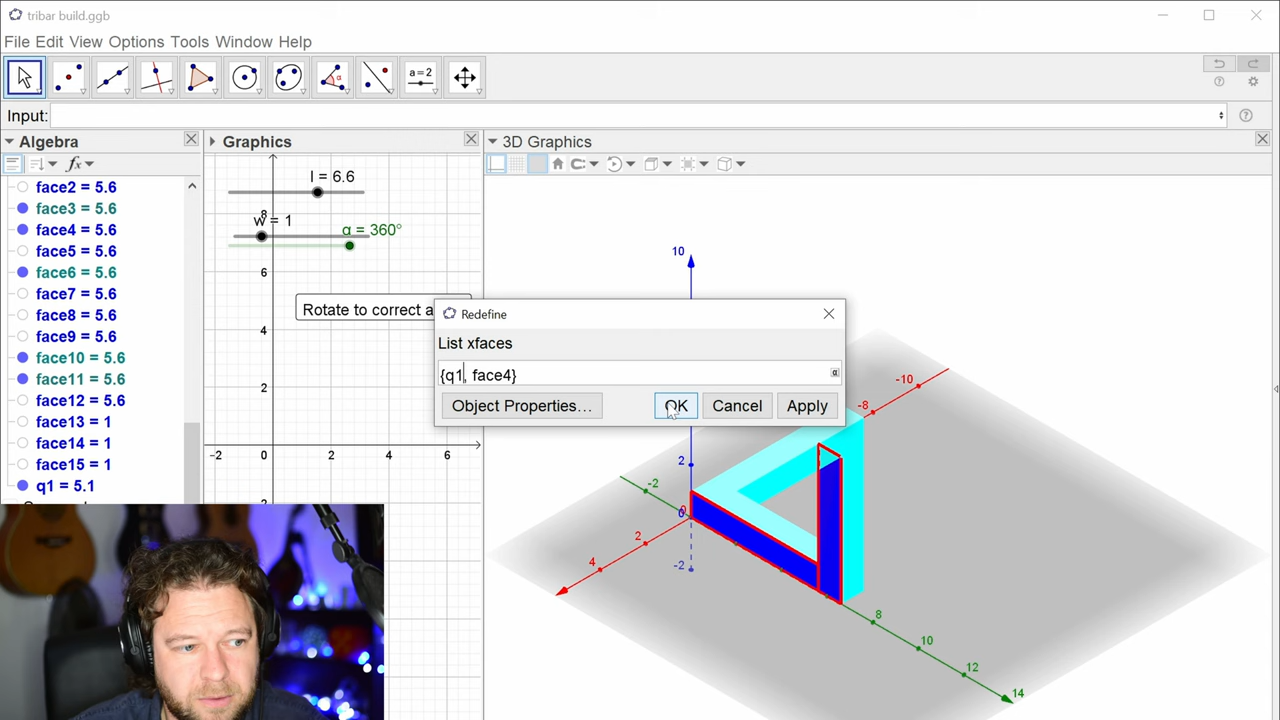 tribar build.ggb
File Edit View Options Tools Window Help
a=2
Input:
Algebra
Graphics
3D Graphics
fx
face2 = 5.6
face3 = 5.6
face4 = 5.6
face5 = 5.6
face6 = 5.6
face7 = 5.6
face8 = 5.6
face9 = 5.6
face10 = 5.6
face11 = 5.6
face12 = 5.6
face13 = 1
face14 = 1
face15 = 1
q1 = 5.1
l = 6.6
8
w = 1
α = 360°
6
Rotate to correct a
4
2
-2 0 2 4 6
Redefine
List xfaces
{q1, face4}
α
Object Properties…
OK
Cancel
Apply
10
2
0
-2
-10
-8
0
2
4
-2
8
10
12
14